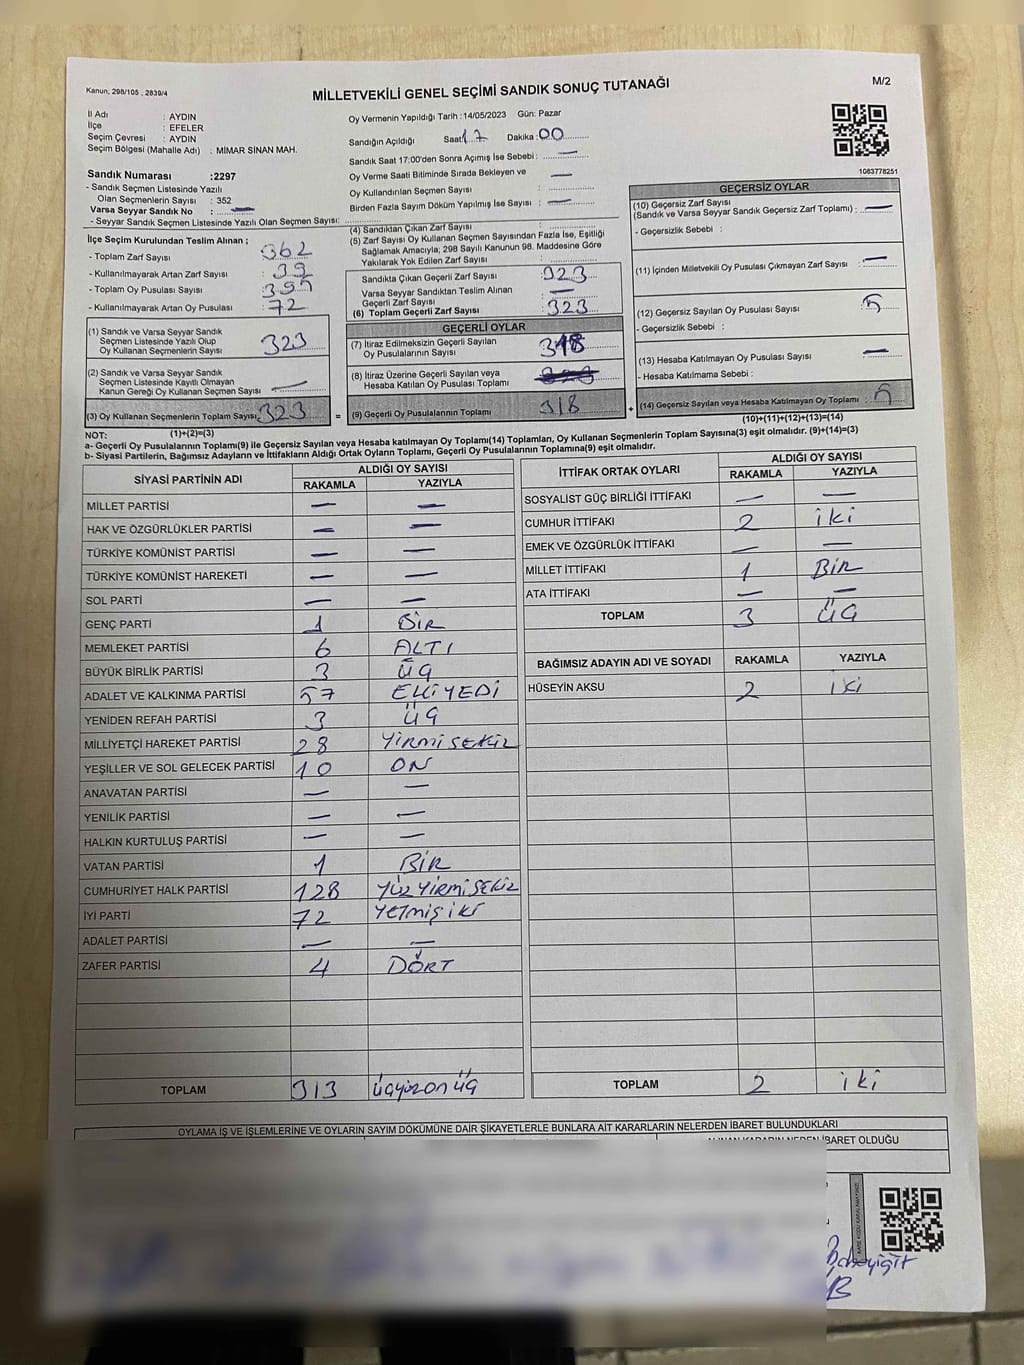 Kanun, 298/105 , 2839/4
M/2
MİLLETVEKİLİ GENEL SEÇİMİ SANDIK SONUÇ TUTANAĞI
İl Adı : AYDIN
İlçe : EFELER
Seçim Çevresi : AYDIN
Seçim Bölgesi (Mahalle Adı) : MİMAR SİNAN MAH.
Sandık Numarası :2297
- Sandık Seçmen Listesinde Yazılı
Olan Seçmenlerin Sayısı : 352
Varsa Seyyar Sandık No : —
- Seyyar Sandık Seçmen Listesinde Yazılı Olan Seçmen Sayısı:
Oy Vermenin Yapıldığı Tarih :14/05/2023 Gün: Pazar
Sandığın Açıldığı Saat 17 Dakika : 00
Sandık Saat 17:00'den Sonra Açımış İse Sebebi : —
Oy Verme Saati Bitiminde Sırada Bekleyen ve —
Oy Kullandırılan Seçmen Sayısı :
Birden Fazla Sayım Döküm Yapılmış İse Sayısı : —
1083778251
İlçe Seçim Kurulundan Teslim Alınan ;
- Toplam Zarf Sayısı : 362
- Kullanılmayarak Artan Zarf Sayısı : 39
- Toplam Oy Pusulası Sayısı : 395
- Kullanılmayarak Artan Oy Pusulası : 72
(1) Sandık ve Varsa Seyyar Sandık
Seçmen Listesinde Yazılı Olup
Oy Kullanan Seçmenlerin Sayısı : 323
(2) Sandık ve Varsa Seyyar Sandık
Seçmen Listesinde Kayıtlı Olmayan
Kanun Gereği Oy Kullanan Seçmen Sayısı : —
(3) Oy Kullanan Seçmenlerin Toplam Sayısı : 323
(1)+(2)=(3)
(4) Sandıktan Çıkan Zarf Sayısı :
(5) Zarf Sayısı Oy Kullanan Seçmen Sayısından Fazla İse, Eşitliği
Sağlamak Amacıyla; 298 Sayılı Kanunun 98. Maddesine Göre
Yakılarak Yok Edilen Zarf Sayısı :
Sandıkta Çıkan Geçerli Zarf Sayısı : 323
Varsa Seyyar Sandıktan Teslim Alınan
Geçerli Zarf Sayısı : —
(6) Toplam Geçerli Zarf Sayısı : 323
GEÇERLİ OYLAR
(7) İtiraz Edilmeksizin Geçerli Sayılan
Oy Pusulalarının Sayısı : 318
(8) İtiraz Üzerine Geçerli Sayılan veya
Hesaba Katılan Oy Pusulası Toplamı :
= (9) Geçerli Oy Pusulalarının Toplamı : 318
GEÇERSİZ OYLAR
(10) Geçersiz Zarf Sayısı
(Sandık ve Varsa Seyyar Sandık Geçersiz Zarf Toplamı) : —
- Geçersizlik Sebebi :
(11) İçinden Milletvekili Oy Pusulası Çıkmayan Zarf Sayısı : —
(12) Geçersiz Sayılan Oy Pusulası Sayısı : 5
- Geçersizlik Sebebi :
(13) Hesaba Katılmayan Oy Pusulası Sayısı : —
- Hesaba Katılmama Sebebi :
+ (14) Geçersiz Sayılan veya Hesaba Katılmayan Oy Toplamı : 5
(10)+(11)+(12)+(13)=(14)
NOT:
a- Geçerli Oy Pusulalarının Toplamı(9) ile Geçersiz Sayılan veya Hesaba katılmayan Oy Toplamı(14) Toplamları, Oy Kullanan Seçmenlerin Toplam Sayısına(3) eşit olmalıdır. (9)+(14)=(3)
b- Siyasi Partilerin, Bağımsız Adayların ve İttifakların Aldığı Ortak Oyların Toplamı, Geçerli Oy Pusulalarının Toplamına(9) eşit olmalıdır.
SİYASİ PARTİNİN ADI ALDIĞI OY SAYISI
RAKAMLA YAZIYLA
MİLLET PARTİSİ — —
HAK VE ÖZGÜRLÜKLER PARTİSİ — —
TÜRKİYE KOMÜNİST PARTİSİ — —
TÜRKİYE KOMÜNİST HAREKETİ — —
SOL PARTİ — —
GENÇ PARTİ 1 BİR
MEMLEKET PARTİSİ 6 ALTI
BÜYÜK BİRLİK PARTİSİ 3 ÜÇ
ADALET VE KALKINMA PARTİSİ 57 ELLİYEDİ
YENİDEN REFAH PARTİSİ 3 ÜÇ
MİLLİYETÇİ HAREKET PARTİSİ 28 YİRMİSEKİZ
YEŞİLLER VE SOL GELECEK PARTİSİ 10 ON
ANAVATAN PARTİSİ — —
YENİLİK PARTİSİ — —
HALKIN KURTULUŞ PARTİSİ — —
VATAN PARTİSİ 1 BİR
CUMHURİYET HALK PARTİSİ 128 YÜZYİRMİSEKİZ
İYİ PARTİ 72 YETMİŞİKİ
ADALET PARTİSİ — —
ZAFER PARTİSİ 4 DÖRT
TOPLAM 313 üçyüzonüç
İTTİFAK ORTAK OYLARI ALDIĞI OY SAYISI
RAKAMLA YAZIYLA
SOSYALİST GÜÇ BİRLİĞİ İTTİFAKI — —
CUMHUR İTTİFAKI 2 iki
EMEK VE ÖZGÜRLÜK İTTİFAKI — —
MİLLET İTTİFAKI 1 BİR
ATA İTTİFAKI — —
TOPLAM 3 ÜÇ
BAĞIMSIZ ADAYIN ADI VE SOYADI RAKAMLA YAZIYLA
HÜSEYİN AKSU 2 iki
TOPLAM 2 iki
OYLAMA İŞ VE İŞLEMLERİNE VE OYLARIN SAYIM DÖKÜMÜNE DAİR ŞİKAYETLERLE BUNLARA AİT KARARLARIN NELERDEN İBARET BULUNDUKLARI
İBARET OLDUĞU